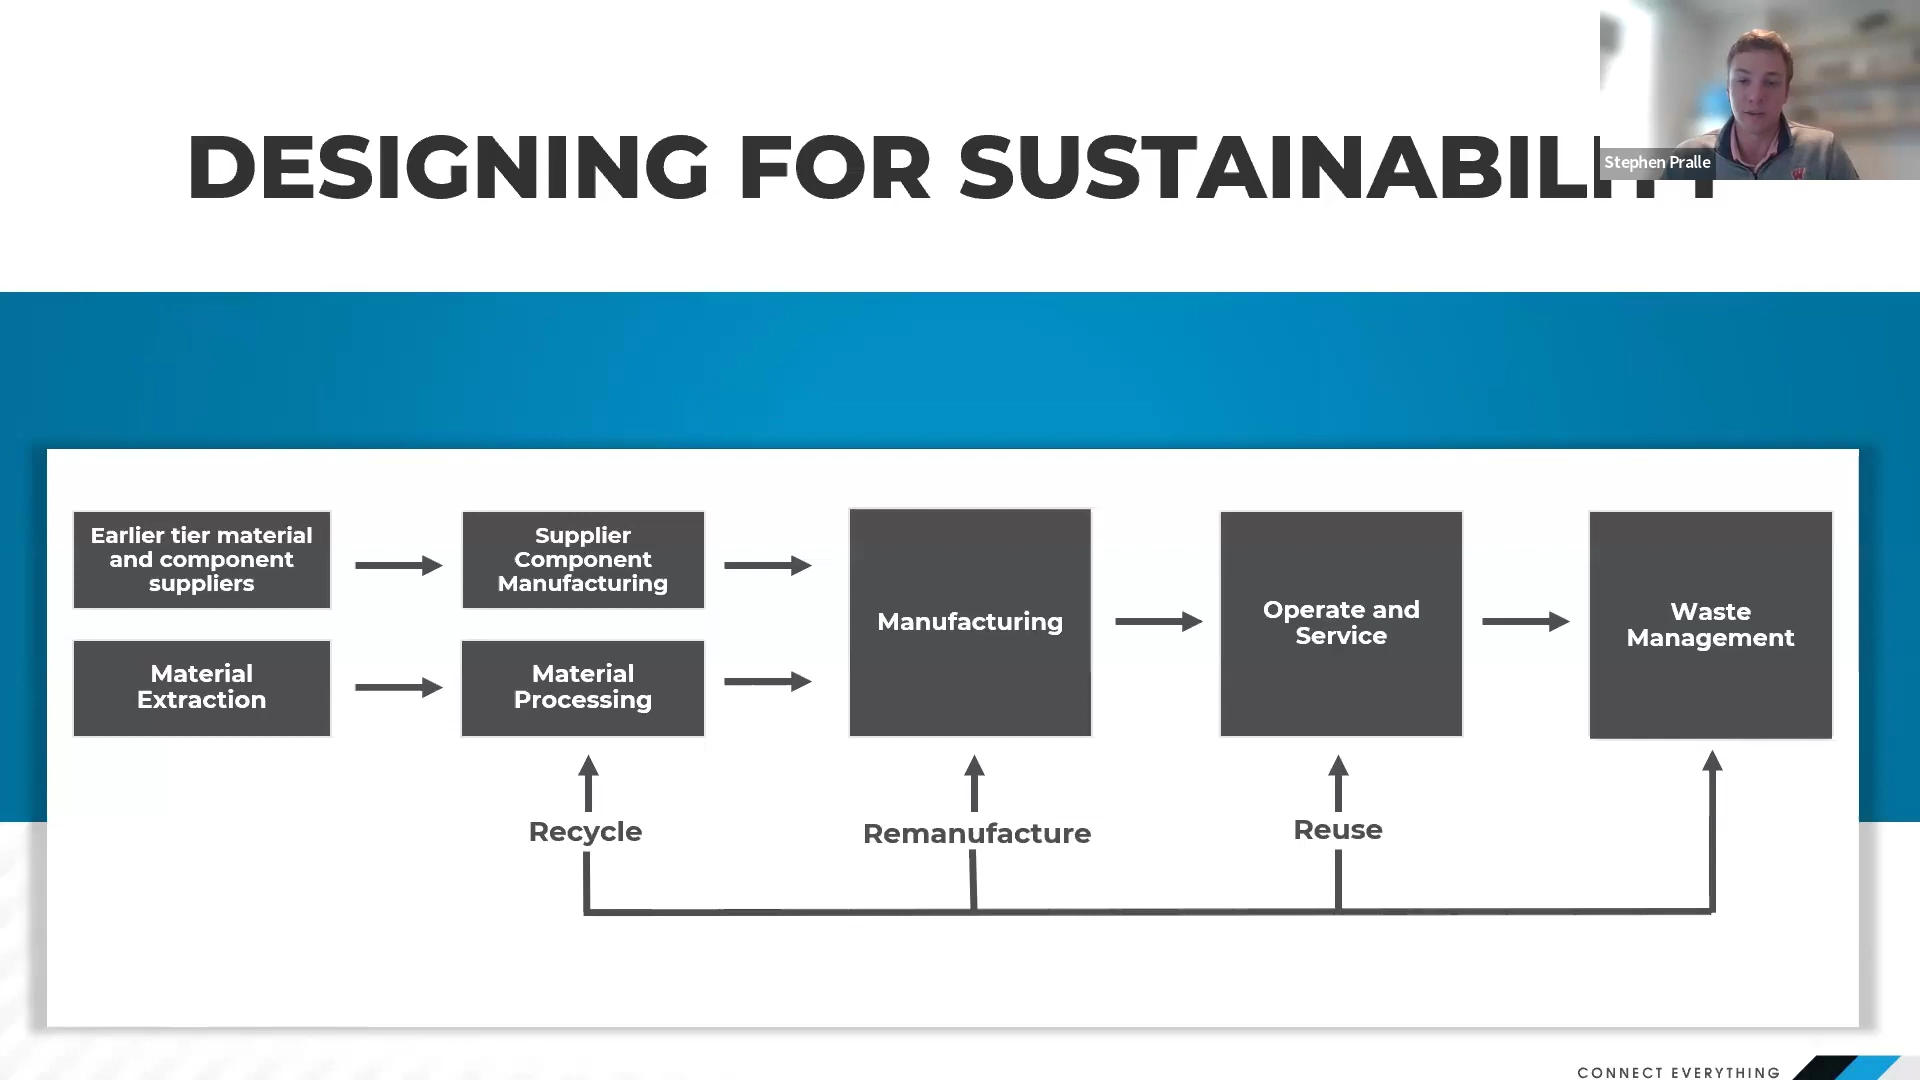 DESIGNING FOR SUSTAINABILITY
Stephen Pralle
Earlier tier material
and component
suppliers
Supplier
Component
Manufacturing
Material
Extraction
Material
Processing
Manufacturing
Operate and
Service
Waste
Management
Recycle
Remanufacture
Reuse
CONNECT EVERYTHING